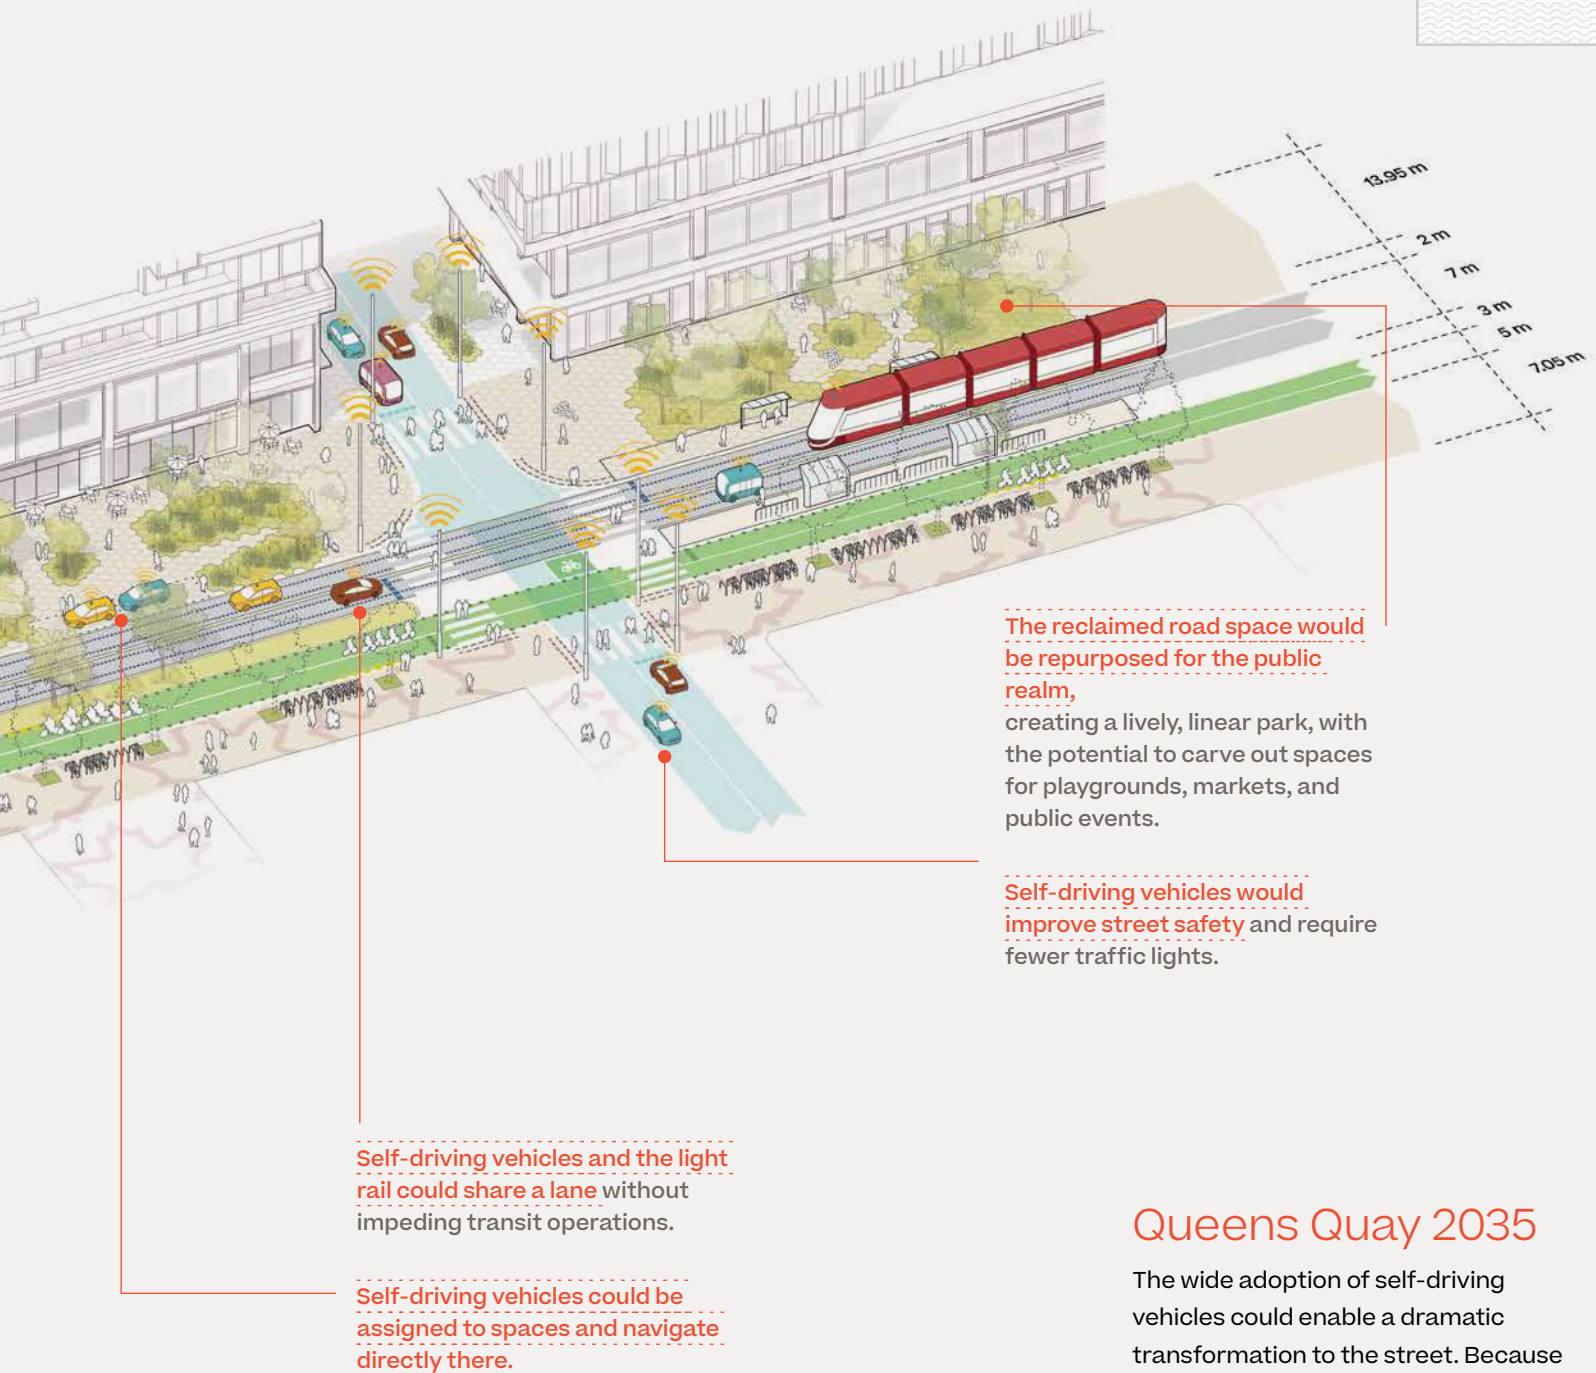 13.95 m
2 m
7 m
3 m
5 m
7.05 m
The reclaimed road space would
be repurposed for the public
realm,
creating a lively, linear park, with
the potential to carve out spaces
for playgrounds, markets, and
public events.
Self-driving vehicles would
improve street safety and require
fewer traffic lights.
Self-driving vehicles and the light
rail could share a lane without
impeding transit operations.
Self-driving vehicles could be
assigned to spaces and navigate
directly there.
Queens Quay 2035
The wide adoption of self-driving
vehicles could enable a dramatic
transformation to the street. Because